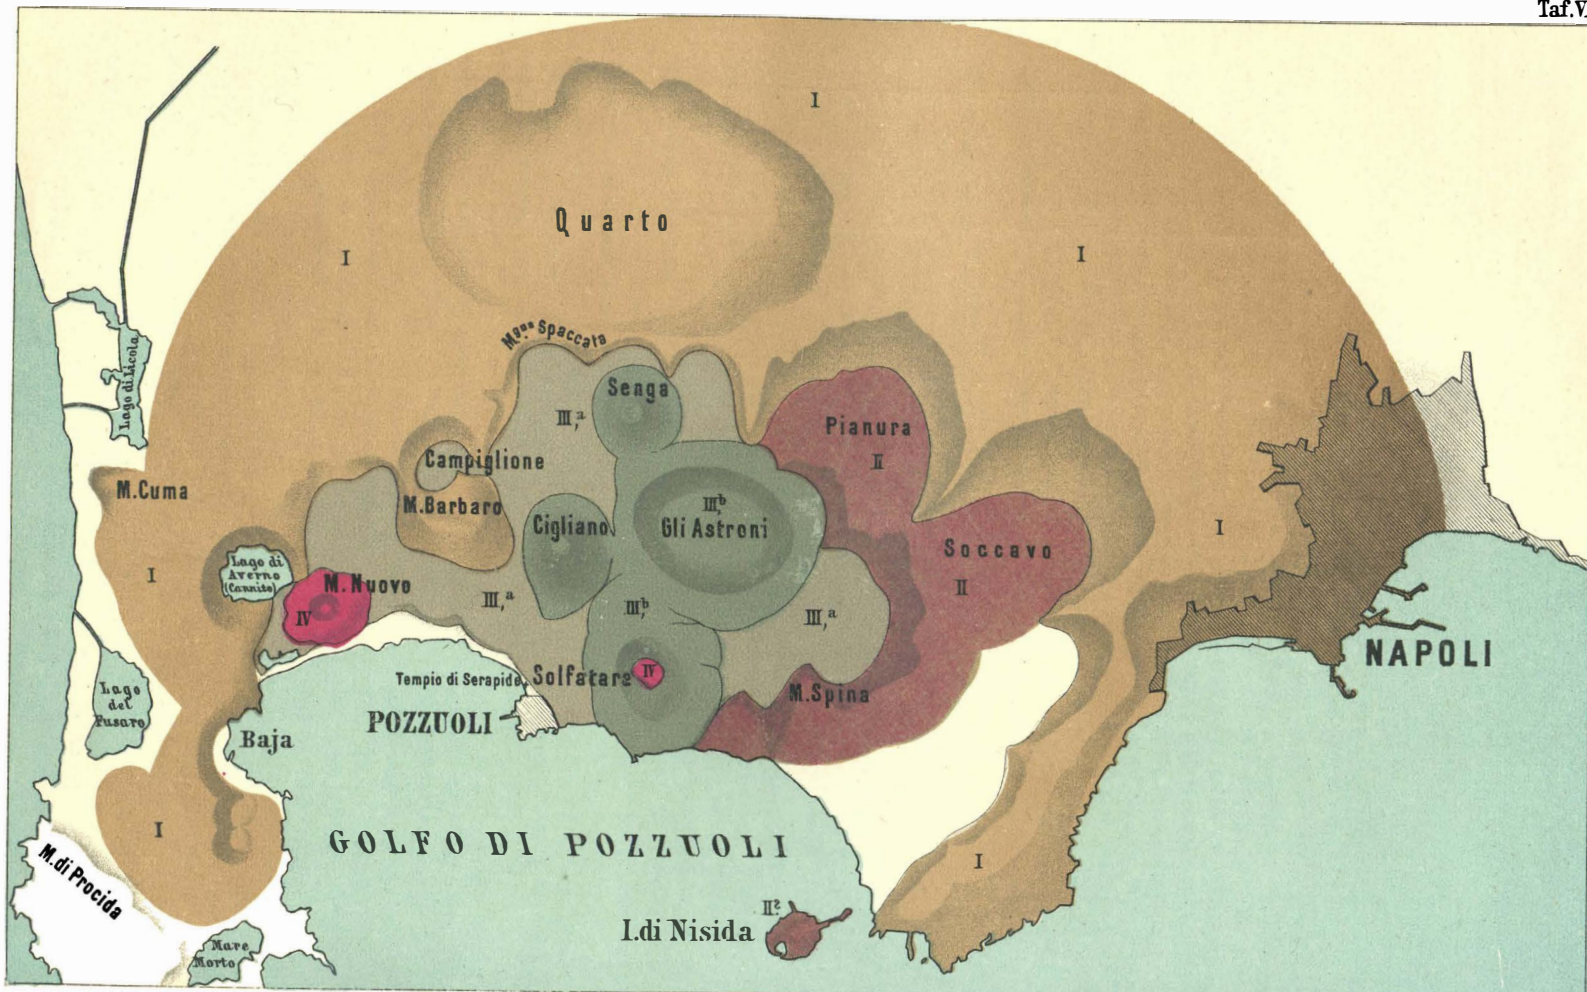 Taf.V.
I
Quarto
I
I
Mgna Spaccata
Lago di Licola
Senga
III,a
Pianura
II
Campiglione
M.Cuma
M.Barbaro
III,b
Gli Astroni
Cigliano
I
Soccavo
Lago di
Averno
(Cannito)
I
M.Nuovo
II
III,a
III,b
III,a
IV
NAPOLI
Tempio di Serapide
Solfatara
IV
M.Spina
Lago
del
Fusaro
POZZUOLI
Baja
I
GOLFO DI POZZUOLI
I
M.di Procida
II?
I.di Nisida
Mare
Morto